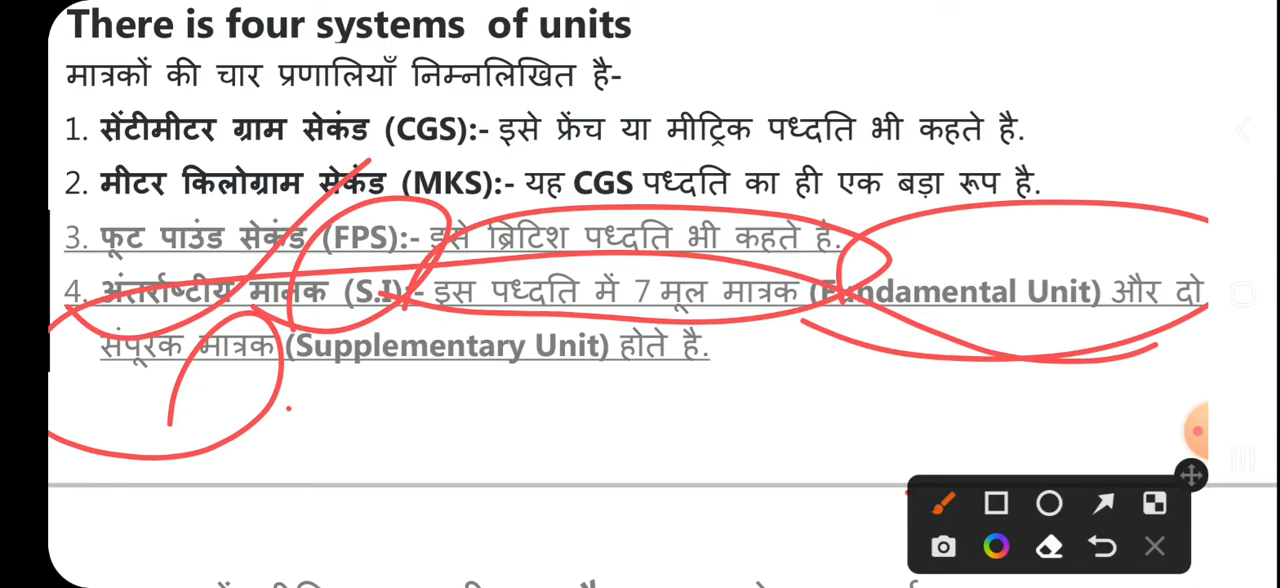 There is four systems of units
मात्रकों की चार प्रणालियाँ निम्नलिखित है-
1. सेंटीमीटर ग्राम सेकंड (CGS):- इसे फ्रेंच या मीट्रिक पध्दति भी कहते है.
2. मीटर किलोग्राम सेकंड (MKS):- यह CGS पध्दति का ही एक बड़ा रूप है.
3. फूट पाउंड सेकंड (FPS):- इसे ब्रिटिश पध्दति भी कहते है.
4. अंतर्राष्टीय मानक (S.I):- इस पध्दति में 7 मूल मात्रक (Fundamental Unit) और दो
संपूरक मात्रक (Supplementary Unit) होते है.